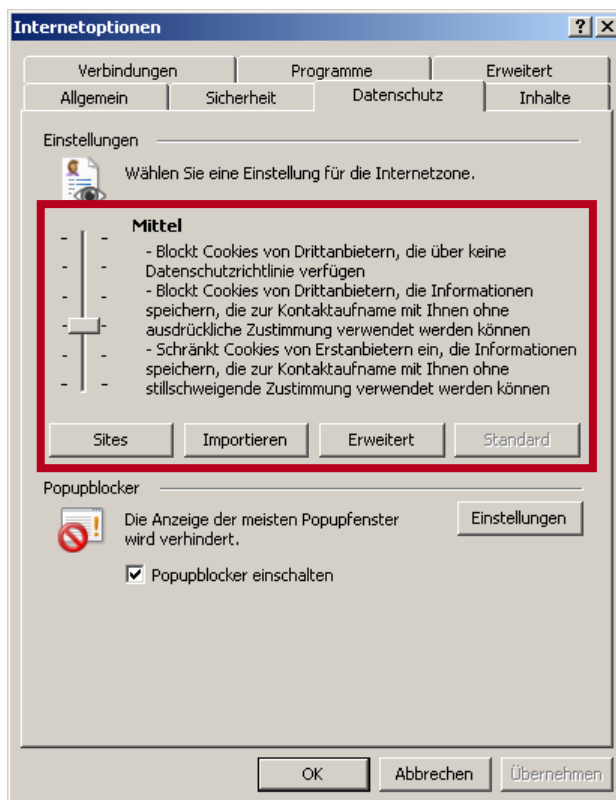 Internetoptionen
Verbindungen Programme Erweitert
Allgemein Sicherheit Datenschutz Inhalte
Einstellungen
Wählen Sie eine Einstellung für die Internetzone.
Mittel
- Blockt Cookies von Drittanbietern, die über keine
Datenschutzrichtlinie verfügen
- Blockt Cookies von Drittanbietern, die Informationen
speichern, die zur Kontaktaufname mit Ihnen ohne
ausdrückliche Zustimmung verwendet werden können
- Schränkt Cookies von Erstanbietern ein, die Informationen
speichern, die zur Kontaktaufname mit Ihnen ohne
stillschweigende Zustimmung verwendet werden können
Sites Importieren Erweitert Standard
Popupblocker
Die Anzeige der meisten Popupfenster
wird verhindert.
Einstellungen
Popupblocker einschalten
OK Abbrechen Übernehmen